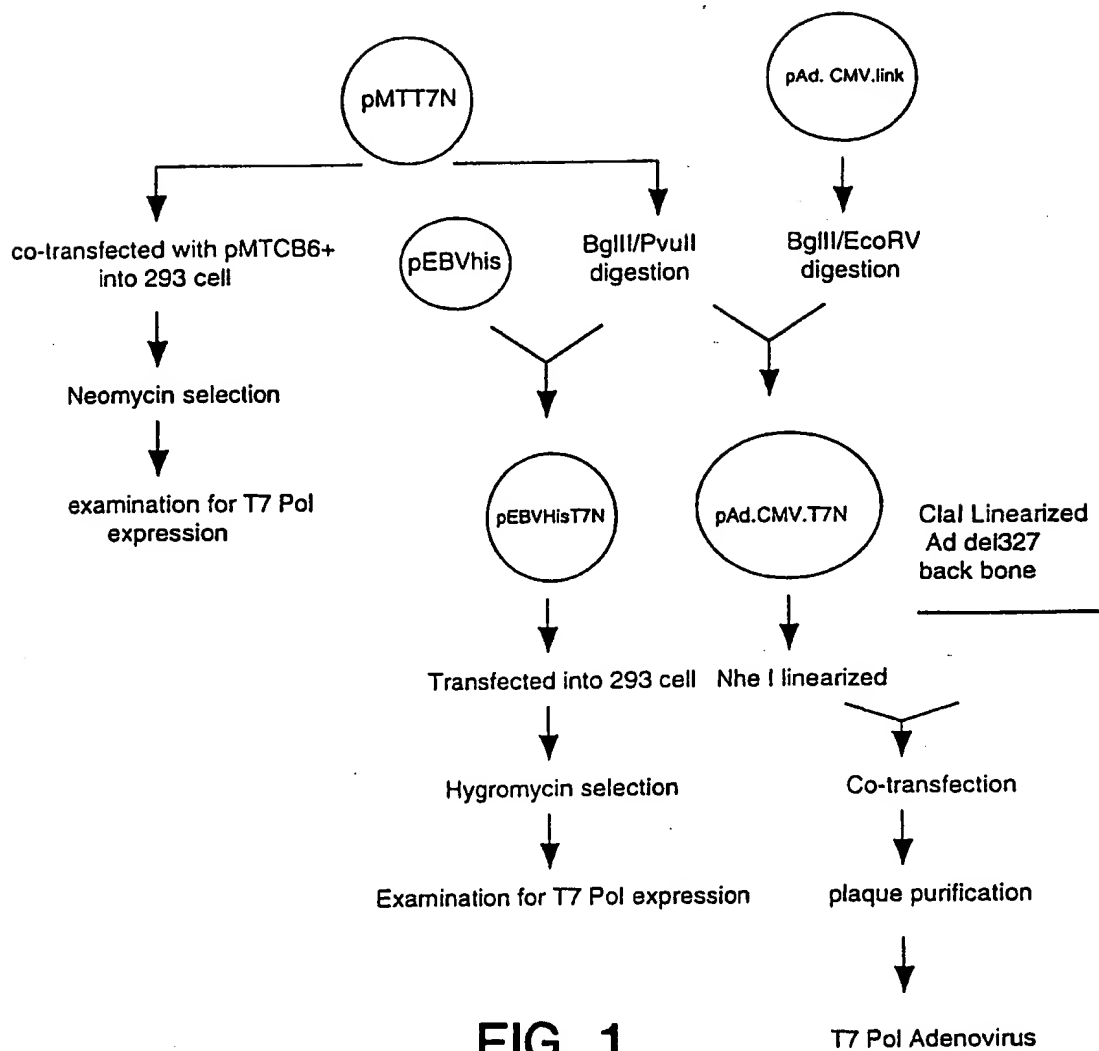 pMTT7N
pAd. CMV.link
co-transfected with pMTCB6+
into 293 cell
pEBVhis
BglII/PvuII
digestion
BglII/EcoRV
digestion
Neomycin selection
examination for T7 Pol
expression
pEBVHisT7N
pAd.CMV.T7N
ClaI Linearized
Ad del327
back bone
Transfected into 293 cell
Nhe I linearized
Hygromycin selection
Co-transfection
Examination for T7 Pol expression
plaque purification
FIG. 1
T7 Pol Adenovirus